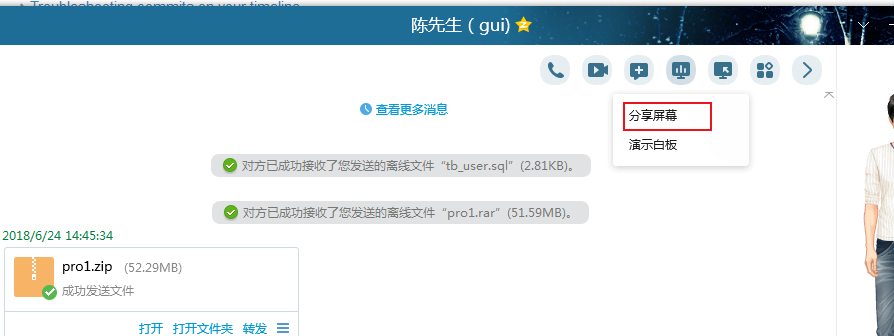 Troubleshooting commits on your timeline
陈先生 ( gui)
分享屏幕
查看更多消息
演示白板
对方已成功接收了您发送的离线文件“tb_user.sql”(2.81KB)。
对方已成功接收了您发送的离线文件“pro1.rar”(51.59MB)。
2018/6/24 14:45:34
pro1.zip (52.29MB)
成功发送文件
打开 打开文件夹 转发